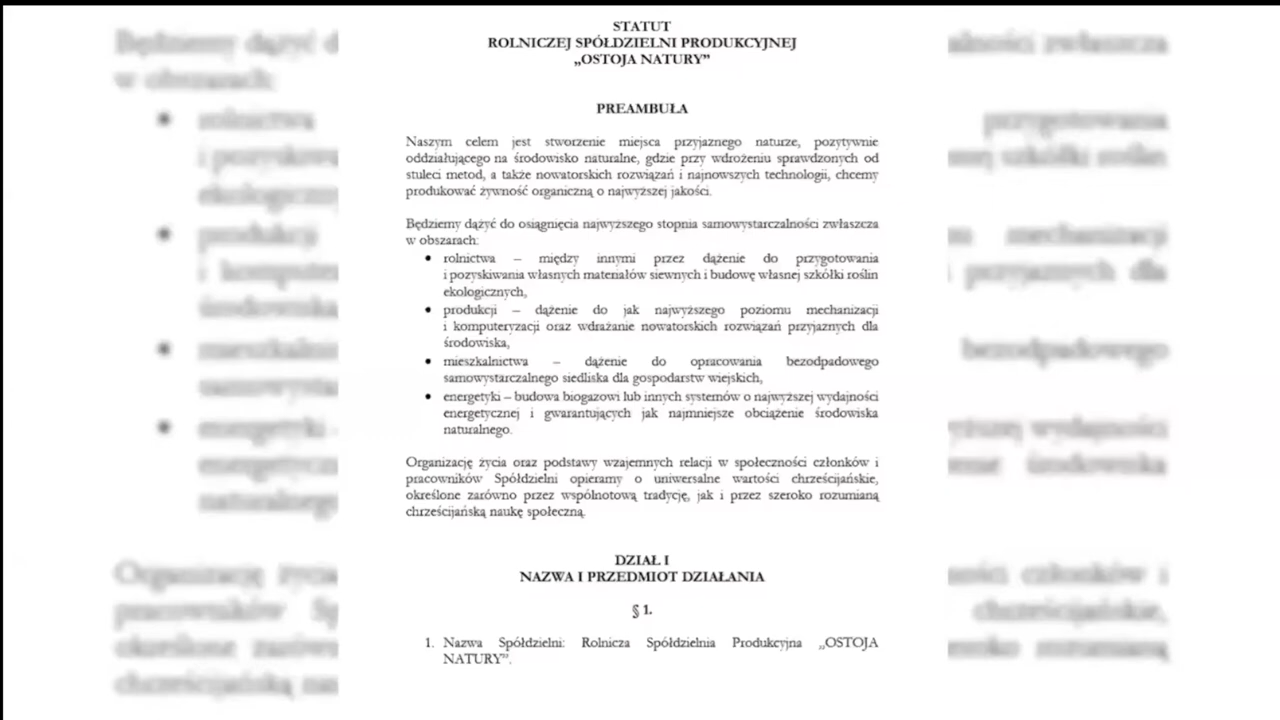 STATUT
ROLNICZEJ SPÓŁDZIELNI PRODUKCYJNEJ
„OSTOJA NATURY”
PREAMBUŁA
Naszym celem jest stworzenie miejsca przyjaznego naturze, pozytywnie
oddziałującego na środowisko naturalne, gdzie przy wdrożeniu sprawdzonych od
stuleci metod, a także nowatorskich rozwiązań i najnowszych technologii, chcemy
produkować żywność organiczną o najwyższej jakości.
Będziemy dążyć do osiągnięcia najwyższego stopnia samowystarczalności zwłaszcza
w obszarach:
• rolnictwa – między innymi przez dążenie do przygotowania
i pozyskiwania własnych materiałów siewnych i budowę własnej szkółki roślin
ekologicznych,
• produkcji – dążenie do jak najwyższego poziomu mechanizacji
i komputeryzacji oraz wdrażanie nowatorskich rozwiązań przyjaznych dla
środowiska,
• mieszkalnictwa – dążenie do opracowania bezodpadowego
samowystarczalnego siedliska dla gospodarstw wiejskich,
• energetyki – budowa biogazowi lub innych systemów o najwyższej wydajności
energetycznej i gwarantujących jak najmniejsze obciążenie środowiska
naturalnego.
Organizację życia oraz podstawy wzajemnych relacji w społeczności członków i
pracowników Spółdzielni opieramy o uniwersalne wartości chrześcijańskie,
określone zarówno przez wspólnotową tradycję, jak i przez szeroko rozumianą
chrześcijańską naukę społeczną.
DZIAŁ I
NAZWA I PRZEDMIOT DZIAŁANIA
§ 1.
1. Nazwa Spółdzielni: Rolnicza Spółdzielnia Produkcyjna „OSTOJA
NATURY”.